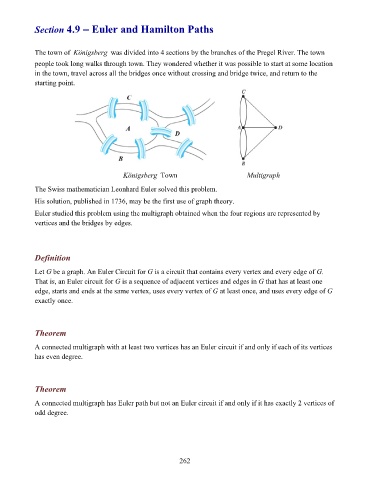 Section 4.9 – Euler and Hamilton Paths
The town of Königsberg was divided into 4 sections by the branches of the Pregel River. The town
people took long walks through town. They wondered whether it was possible to start at some location
in the town, travel across all the bridges once without crossing and bridge twice, and return to the
starting point.
C
A
D
B
C
A
D
B
Königsberg Town
Multigraph
The Swiss mathematician Leonhard Euler solved this problem.
His solution, published in 1736, may be the first use of graph theory.
Euler studied this problem using the multigraph obtained when the four regions are represented by
vertices and the bridges by edges.
Definition
Let G be a graph. An Euler Circuit for G is a circuit that contains every vertex and every edge of G.
That is, an Euler circuit for G is a sequence of adjacent vertices and edges in G that has at least one
edge, starts and ends at the same vertex, uses every vertex of G at least once, and uses every edge of G
exactly once.
Theorem
A connected multigraph with at least two vertices has an Euler circuit if and only if each of its vertices
has even degree.
Theorem
A connected multigraph has Euler path but not an Euler circuit if and only if it has exactly 2 vertices of
odd degree.
262